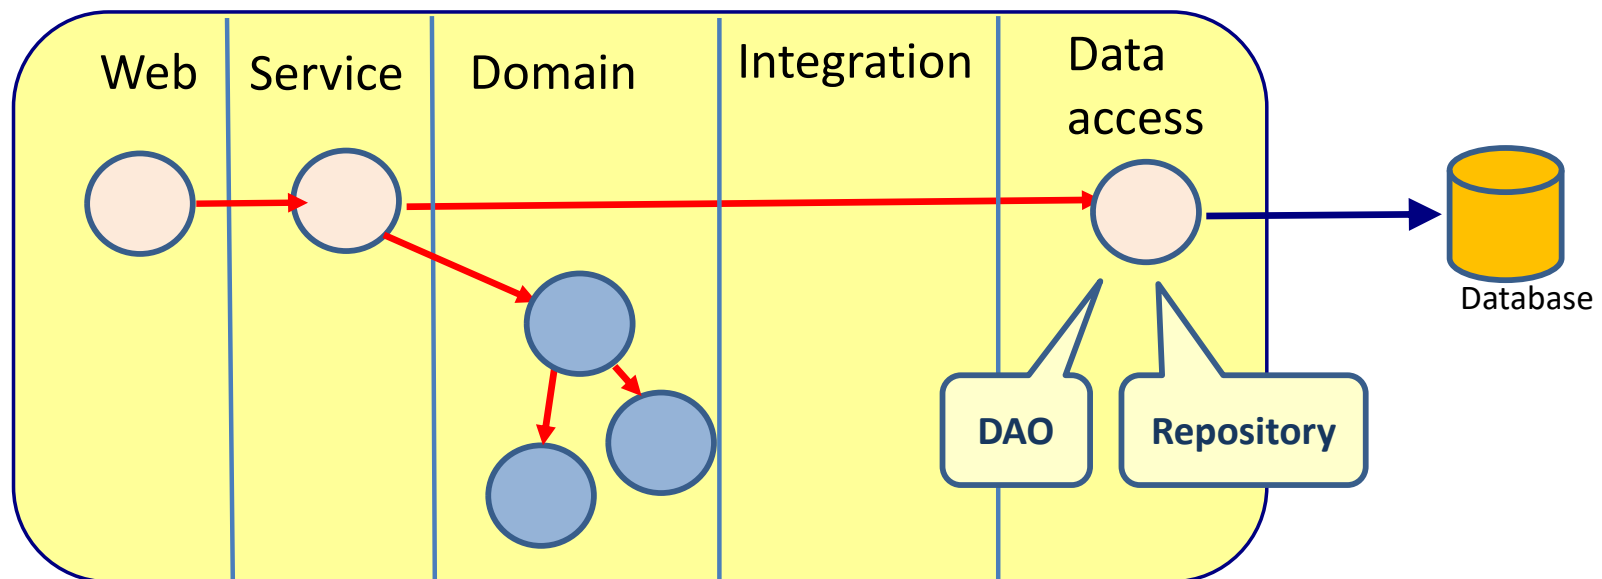 Web
Service
Domain
Integration
Data
access
Database
DAO
Repository